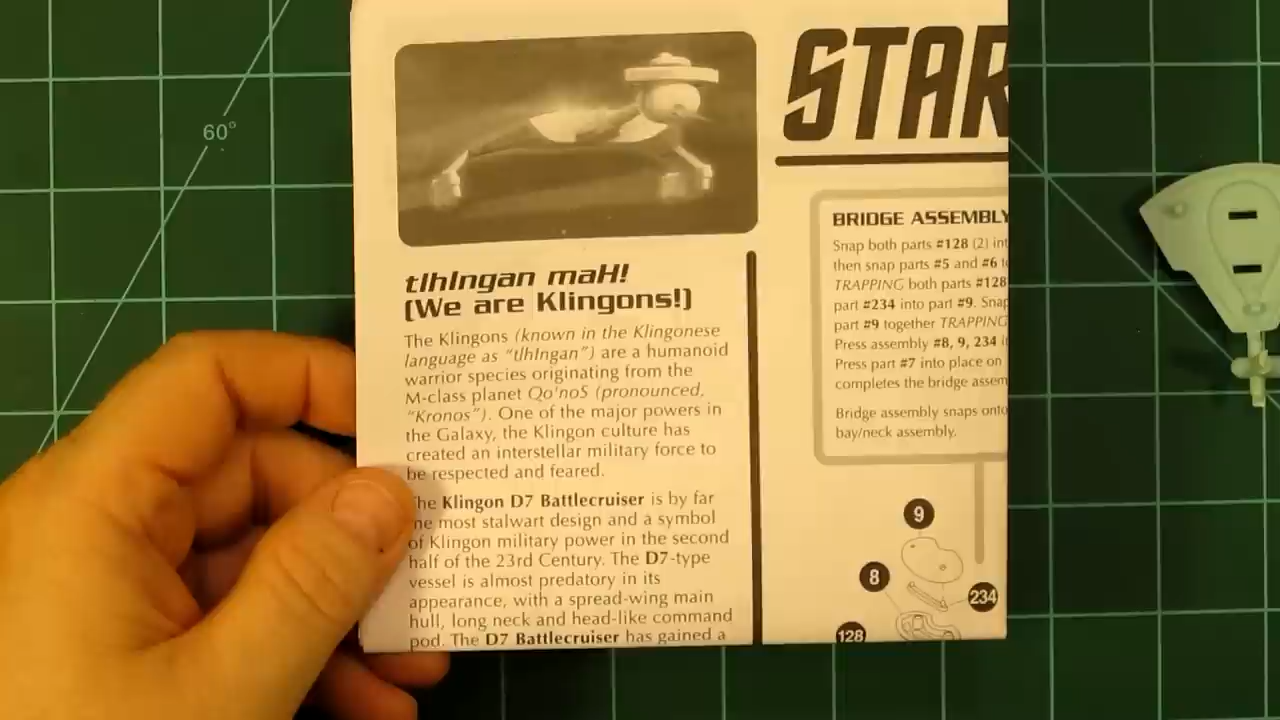 60°
STAR
tlhIngan maH!
(We are Klingons!)
The Klingons (known in the Klingonese
language as "tlhIngan") are a humanoid
warrior species originating from the
M-class planet Qo'noS (pronounced,
"Kronos"). One of the major powers in
the Galaxy, the Klingon culture has
created an interstellar military force to
be respected and feared.
The Klingon D7 Battlecruiser is by far
he most stalwart design and a symbol
of Klingon military power in the second
half of the 23rd Century. The D7-type
vessel is almost predatory in its
appearance, with a spread-wing main
hull, long neck and head-like command
pod. The D7 Battlecruiser has gained a
BRIDGE ASSEMBLY
Snap both parts #128 (2) int
then snap parts #5 and #6 t
TRAPPING both parts #128
part #234 into part #9. Snap
part #9 together TRAPPING
Press assembly #8, 9, 234 i
Press part #7 into place on
completes the bridge assem
Bridge assembly snaps onto
bay/neck assembly.
9
8
234
128